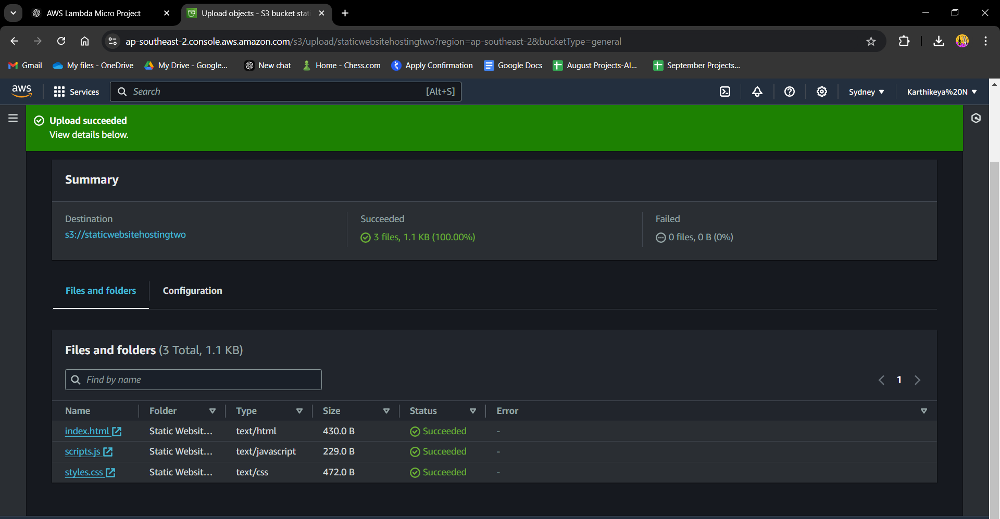 AWS Lambda Micro Project
Upload objects - S3 bucket stat
ap-southeast-2.console.aws.amazon.com/s3/upload/staticwebsitehostingtwo?region=ap-southeast-2&bucketType=general
Gmail
My files - OneDrive
My Drive - Google...
New chat
Home - Chess.com
Apply Confirmation
Google Docs
August Projects-Al...
September Projects...
aws
Services
Search
[Alt+S]
Sydney
Karthikeya%20N
Upload succeeded
View details below.
Summary
Destination
s3://staticwebsitehostingtwo
Succeeded
3 files, 1.1 KB (100.00%)
Failed
0 files, 0 B (0%)
Files and folders
Configuration
Files and folders (3 Total, 1.1 KB)
Find by name
1
Name Folder Type Size Status Error
index.html Static Websit... text/html 430.0 B Succeeded -
scripts.js Static Websit... text/javascript 229.0 B Succeeded -
styles.css Static Websit... text/css 472.0 B Succeeded -